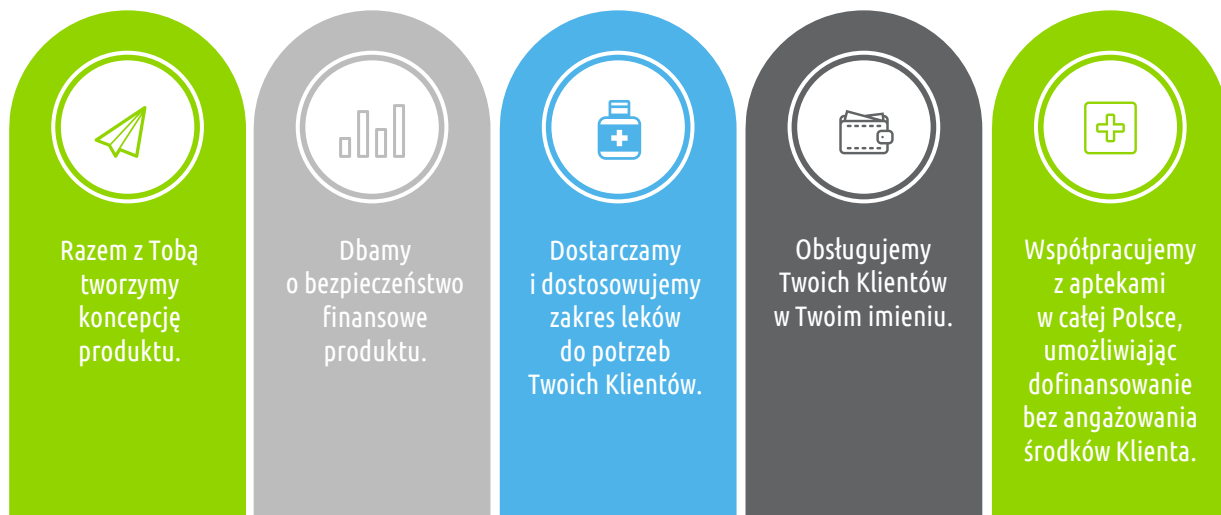 Razem z Tobą
tworzymy
koncepcję
produktu.
Dbamy
o bezpieczeństwo
finansowe
produktu.
Dostarczamy
i dostosowujemy
zakres leków
do potrzeb
Twoich Klientów.
Obsługujemy
Twoich Klientów
w Twoim imieniu.
Współpracujemy
z aptekami
w całej Polsce,
umożliwiając
dofinansowanie
bez angażowania
środków Klienta.